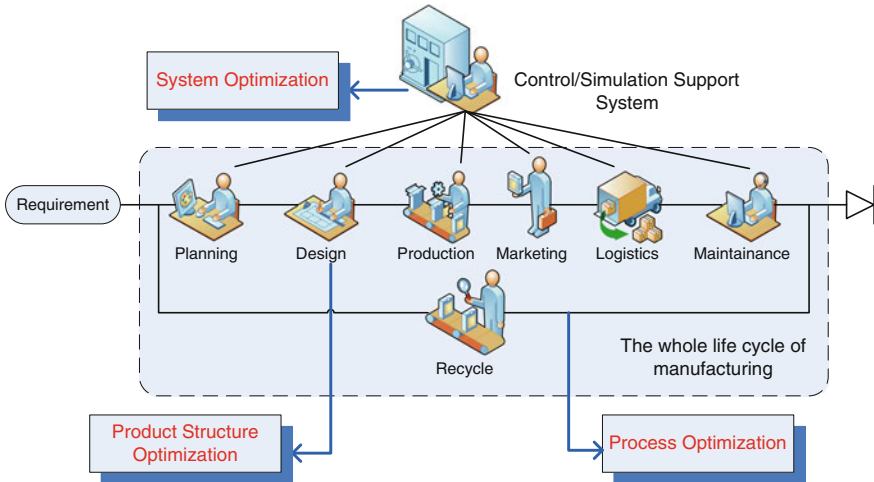 System Optimization
Control/Simulation Support
System
Requirement
Planning
Design
Production
Marketing
Logistics
Maintainance
Recycle
The whole life cycle of
manufacturing
Product Structure
Optimization
Process Optimization